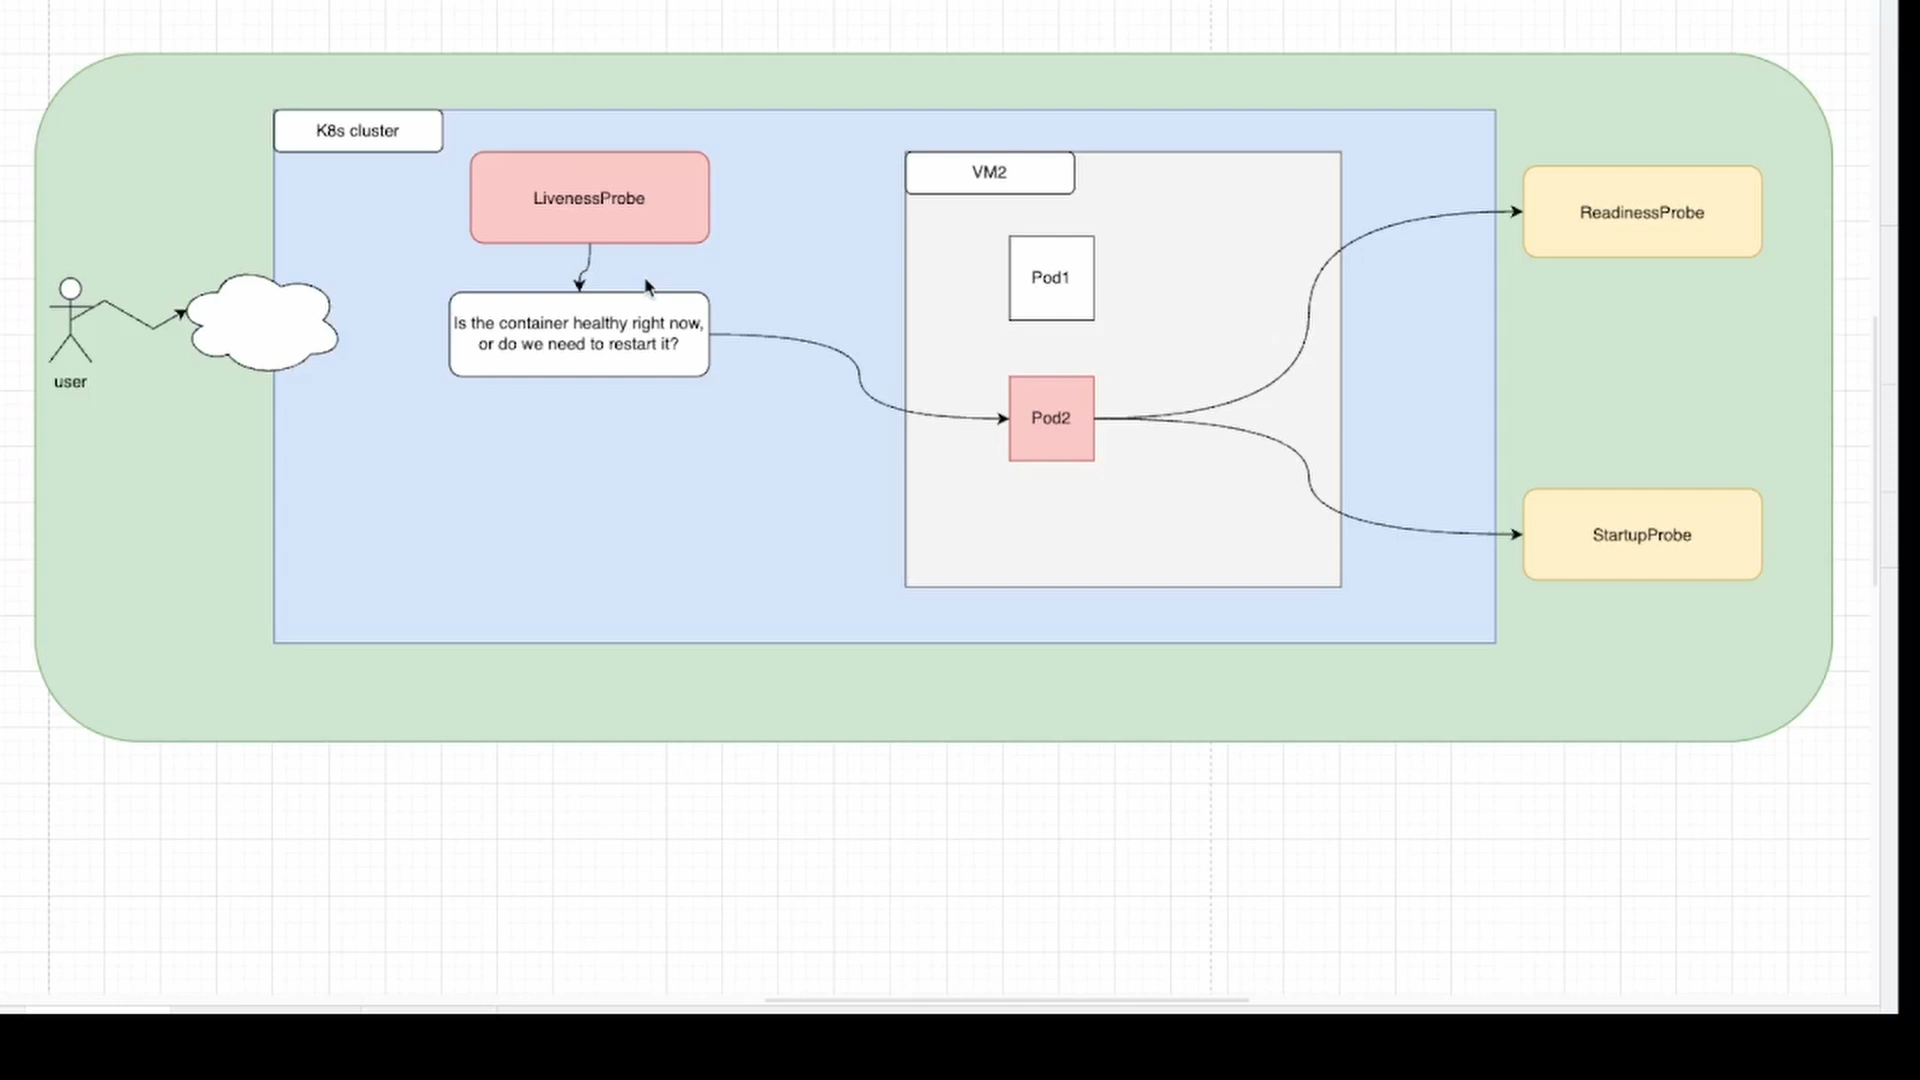 K8s cluster
LivenessProbe
VM2
ReadinessProbe
Pod1
Is the container healthy right now,
or do we need to restart it?
user
Pod2
StartupProbe